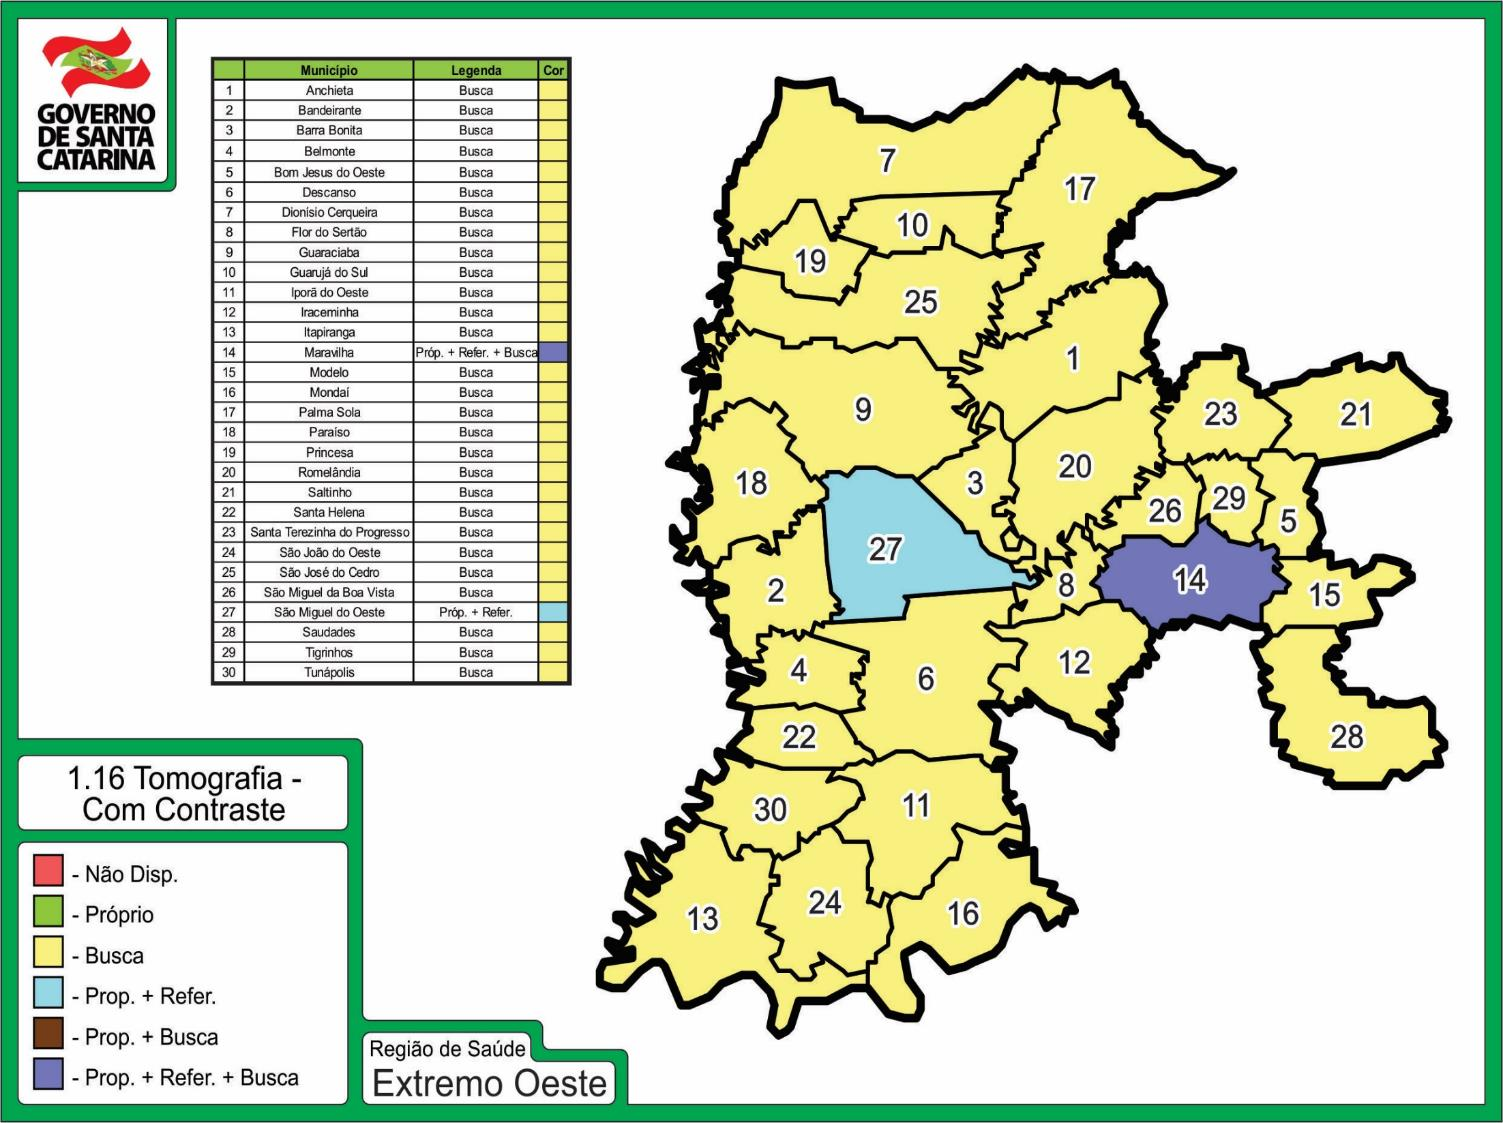 GOVERNO
DE SANTA
CATARINA
Município Legenda Cor
1 Anchieta Busca
2 Bandeirante Busca
3 Barra Bonita Busca
4 Belmonte Busca
5 Bom Jesus do Oeste Busca
6 Descanso Busca
7 Dionísio Cerqueira Busca
8 Flor do Sertão Busca
9 Guaraciaba Busca
10 Guarujá do Sul Busca
11 Iporã do Oeste Busca
12 Iraceminha Busca
13 Itapiranga Busca
14 Maravilha Próp. + Refer. + Busca
15 Modelo Busca
16 Mondaí Busca
17 Palma Sola Busca
18 Paraíso Busca
19 Princesa Busca
20 Romelândia Busca
21 Saltinho Busca
22 Santa Helena Busca
23 Santa Terezinha do Progresso Busca
24 São João do Oeste Busca
25 São José do Cedro Busca
26 São Miguel da Boa Vista Busca
27 São Miguel do Oeste Próp. + Refer.
28 Saudades Busca
29 Tigrinhos Busca
30 Tunápolis Busca
7
17
10
19
25
1
9
23
21
18
3
20
26
29
5
27
2
8
14
15
4
6
12
22
28
30
11
13
24
16
1.16 Tomografia -
Com Contraste
- Não Disp.
- Próprio
- Busca
- Prop. + Refer.
- Prop. + Busca
- Prop. + Refer. + Busca
Região de Saúde
Extremo Oeste